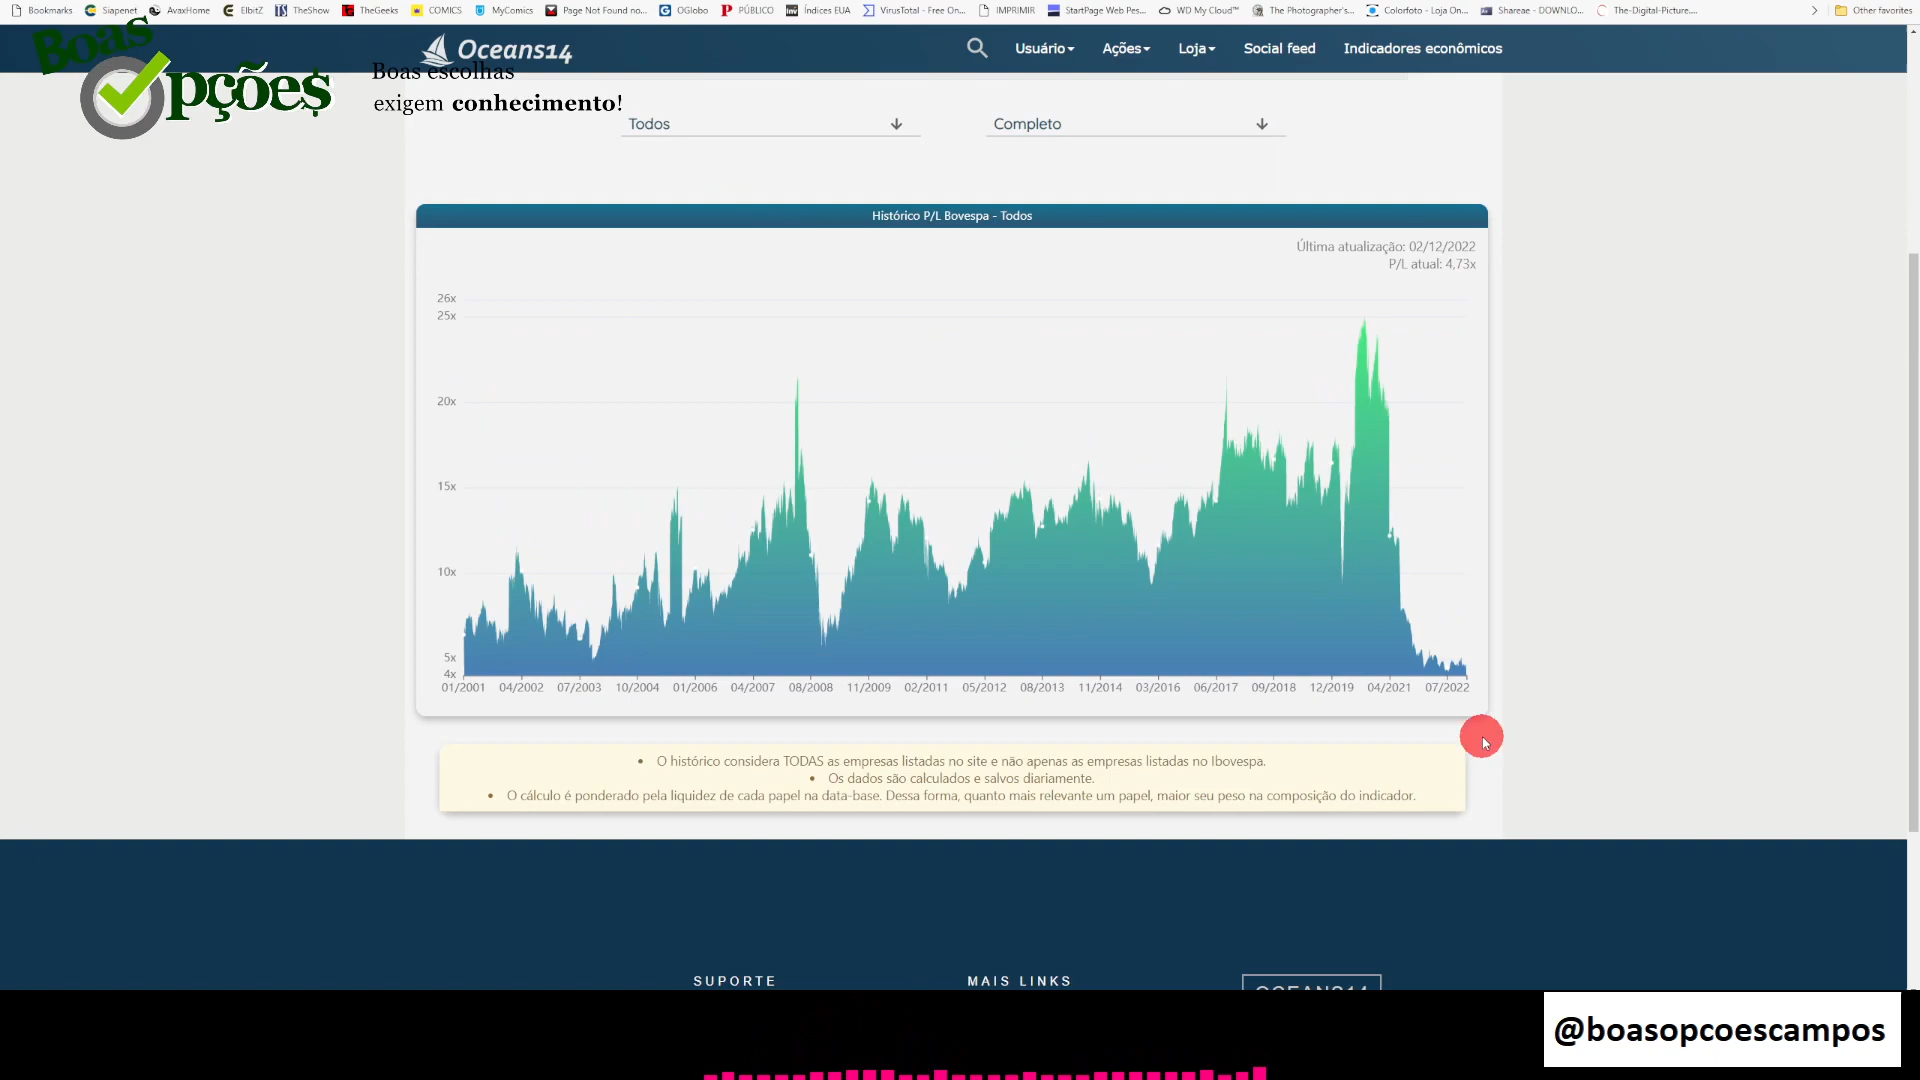 Bookmarks Siapenet AvaxHome ElbitZ TheShow TheGeeks COMICS MyComics Page Not Found no... OGlobo PÚBLICO Índices EUA VirusTotal - Free On... IMPRIMIR StartPage Web Pes... WD My Cloud™ The Photographer's... Colorfoto - Loja On... Shareae - DOWNLO... The-Digital-Picture.... Other favorites
Boas
Opções
Boas escolhas
exigem conhecimento!
Oceans14 Usuário Ações Loja Social feed Indicadores econômicos
Todos Completo
Histórico P/L Bovespa - Todos
Última atualização: 02/12/2022
P/L atual: 4,73x
26x
25x
20x
15x
10x
5x
4x
01/2001 04/2002 07/2003 10/2004 01/2006 04/2007 08/2008 11/2009 02/2011 05/2012 08/2013 11/2014 03/2016 06/2017 09/2018 12/2019 04/2021 07/2022
• O histórico considera TODAS as empresas listadas no site e não apenas as empresas listadas no Ibovespa.
• Os dados são calculados e salvos diariamente.
• O cálculo é ponderado pela liquidez de cada papel na data-base. Dessa forma, quanto mais relevante um papel, maior seu peso na composição do indicador.
SUPORTE MAIS LINKS OCEANS14
@boasopcoescampos